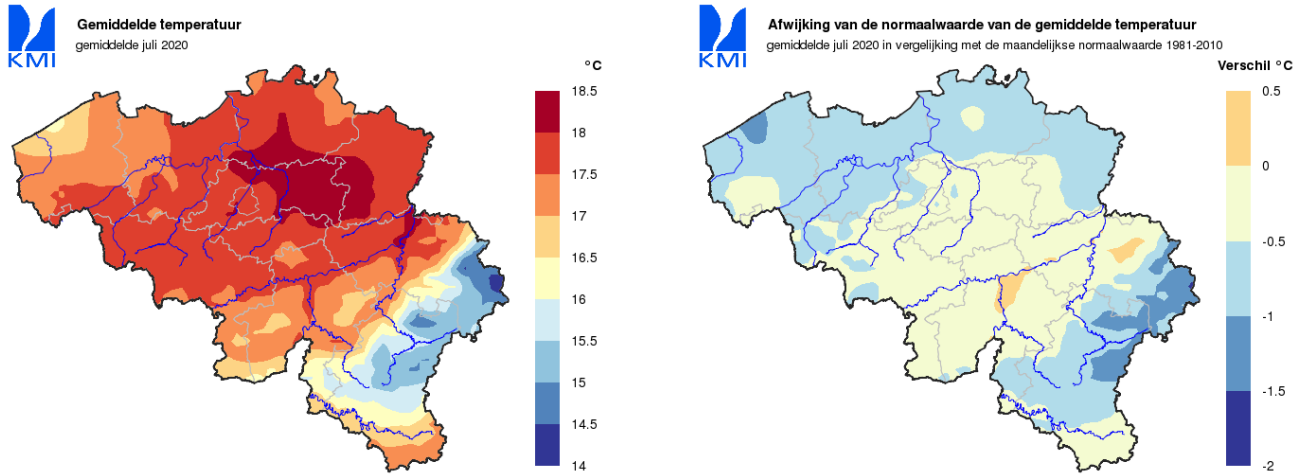 KMI
Gemiddelde temperatuur
gemiddelde juli 2020
°C
18.5
18
17.5
17
16.5
16
15.5
15
14.5
14
KMI
Afwijking van de normaalwaarde van de gemiddelde temperatuur
gemiddelde juli 2020 in vergelijking met de maandelijkse normaalwaarde 1981-2010
Verschil °C
0.5
0
-0.5
-1
-1.5
-2